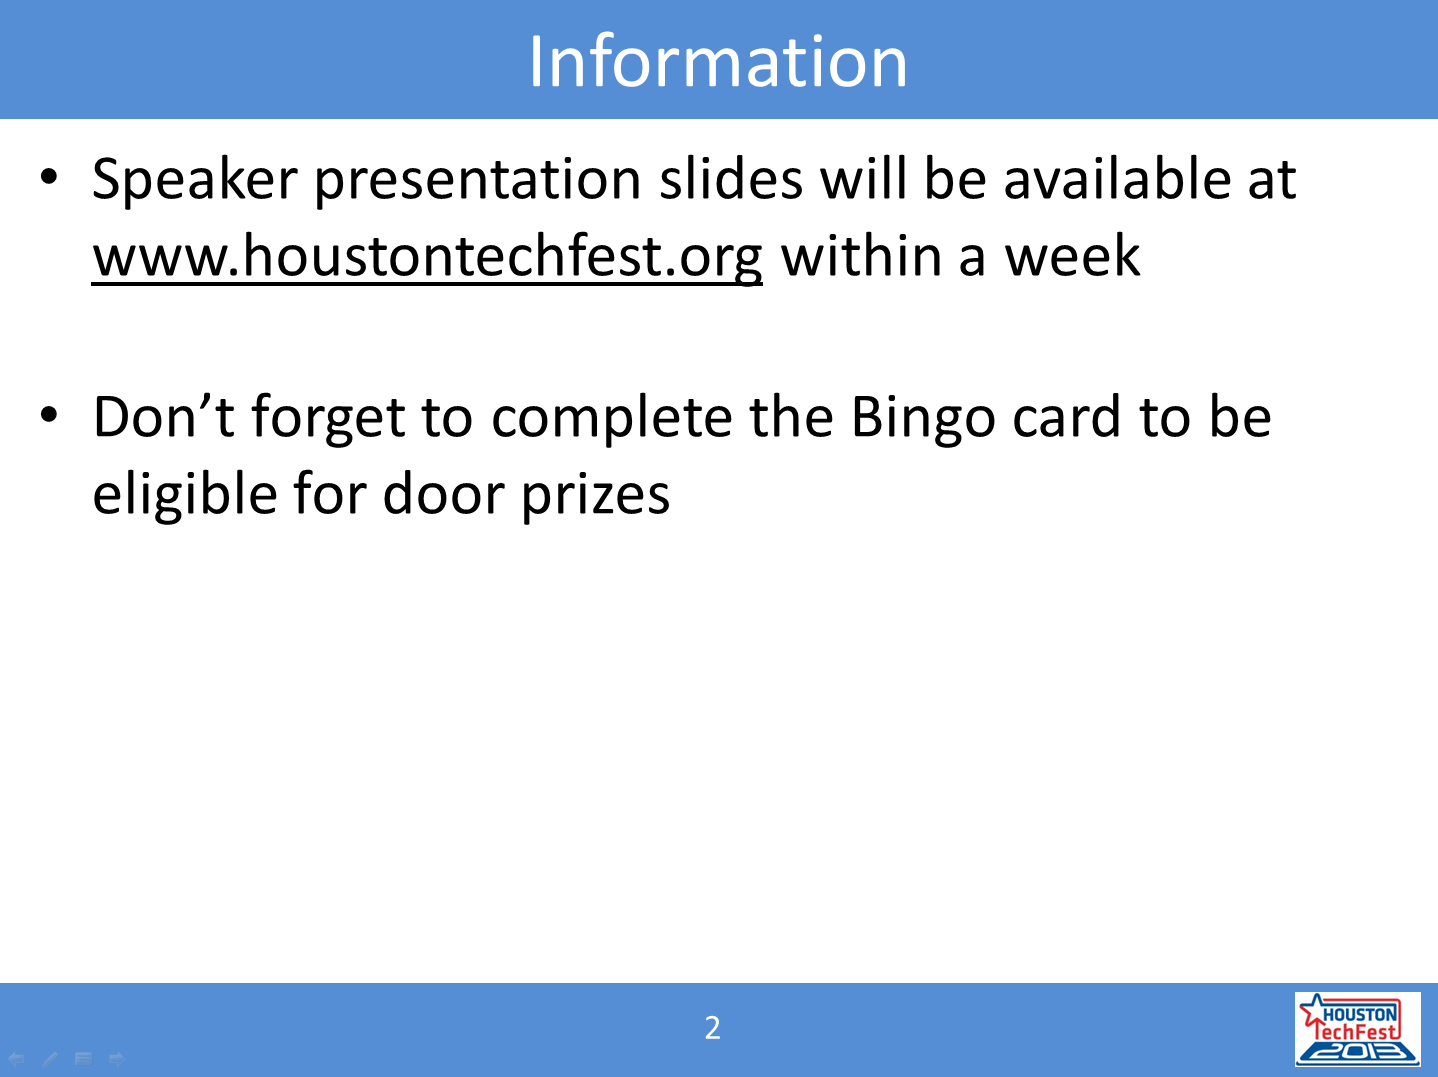 Information
• Speaker presentation slides will be available at
www.houstontechfest.org within a week
• Don’t forget to complete the Bingo card to be
eligible for door prizes
2
HOUSTON
TechFest
2013